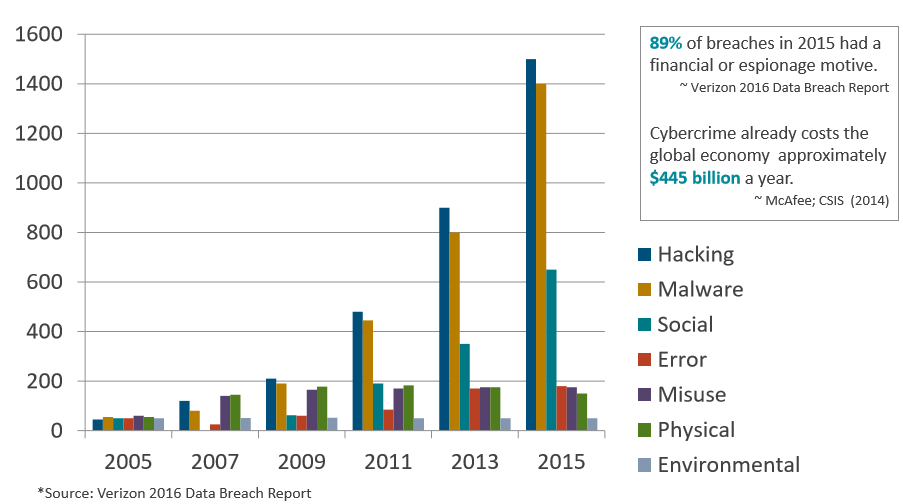 1600
1400
1200
1000
800
600
400
200
0
2005 2007 2009 2011 2013 2015
*Source: Verizon 2016 Data Breach Report
89% of breaches in 2015 had a
financial or espionage motive.
~ Verizon 2016 Data Breach Report
Cybercrime already costs the
global economy approximately
$445 billion a year.
~ McAfee; CSIS (2014)
Hacking
Malware
Social
Error
Misuse
Physical
Environmental